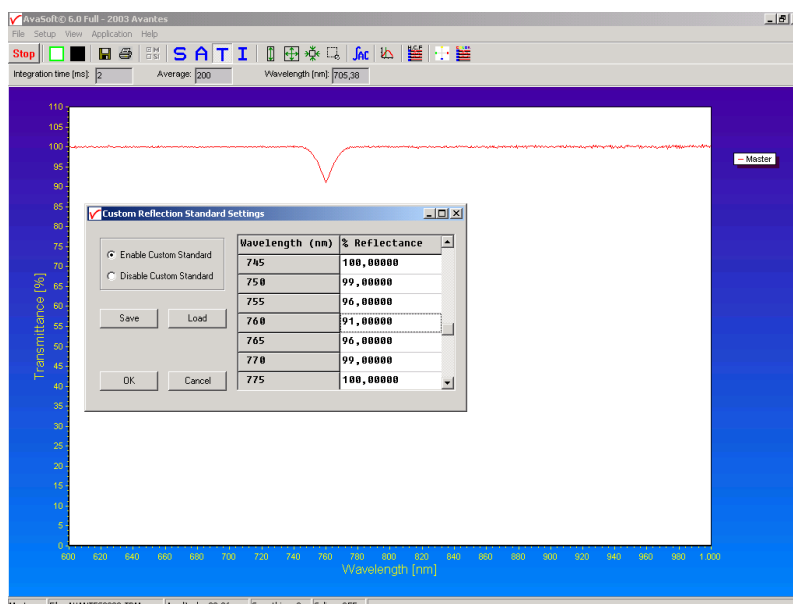 AvaSoft© 6.0 Full - 2003 Avantes
File Setup View Application Help
Stop S A T I ABC
Integration time [ms]: 2 Average: 200 Wavelength [nm]: 705,38
110
105
100
95
90
85
80
75
70
65
60
55
50
45
40
35
30
25
20
15
10
5
0
Transmittance [%]
Master
Custom Reflection Standard Settings
Enable Custom Standard
Disable Custom Standard
Save Load
OK Cancel
Wavelength (nm) % Reflectance
745 100,00000
750 99,00000
755 96,00000
760 91,00000
765 96,00000
770 99,00000
775 100,00000
600 620 640 660 680 700 720 740 760 780 800 820 840 860 880 900 920 940 960 980 1.000
Wavelength [nm]